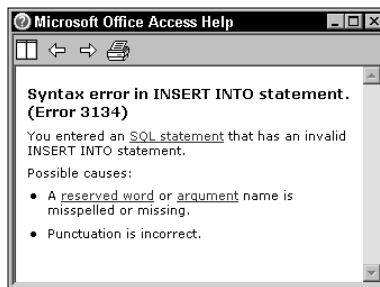 Microsoft Office Access Help
Syntax error in INSERT INTO statement.
(Error 3134)
You entered an SQL statement that has an invalid
INSERT INTO statement.
Possible causes:
• A reserved word or argument name is
misspelled or missing.
• Punctuation is incorrect.